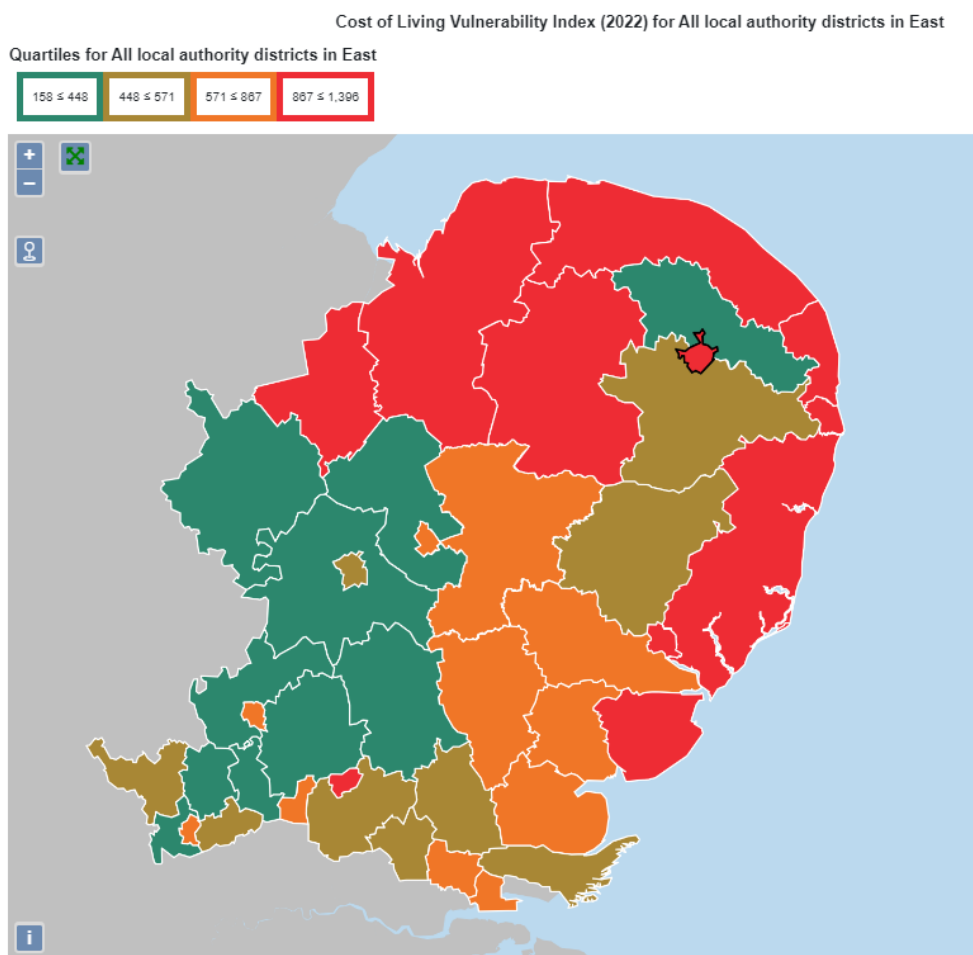 Cost of Living Vulnerability Index (2022) for All local authority districts in East
Quartiles for All local authority districts in East
158 ≤ 448 448 ≤ 571 571 ≤ 867 867 ≤ 1,396
+
−
i